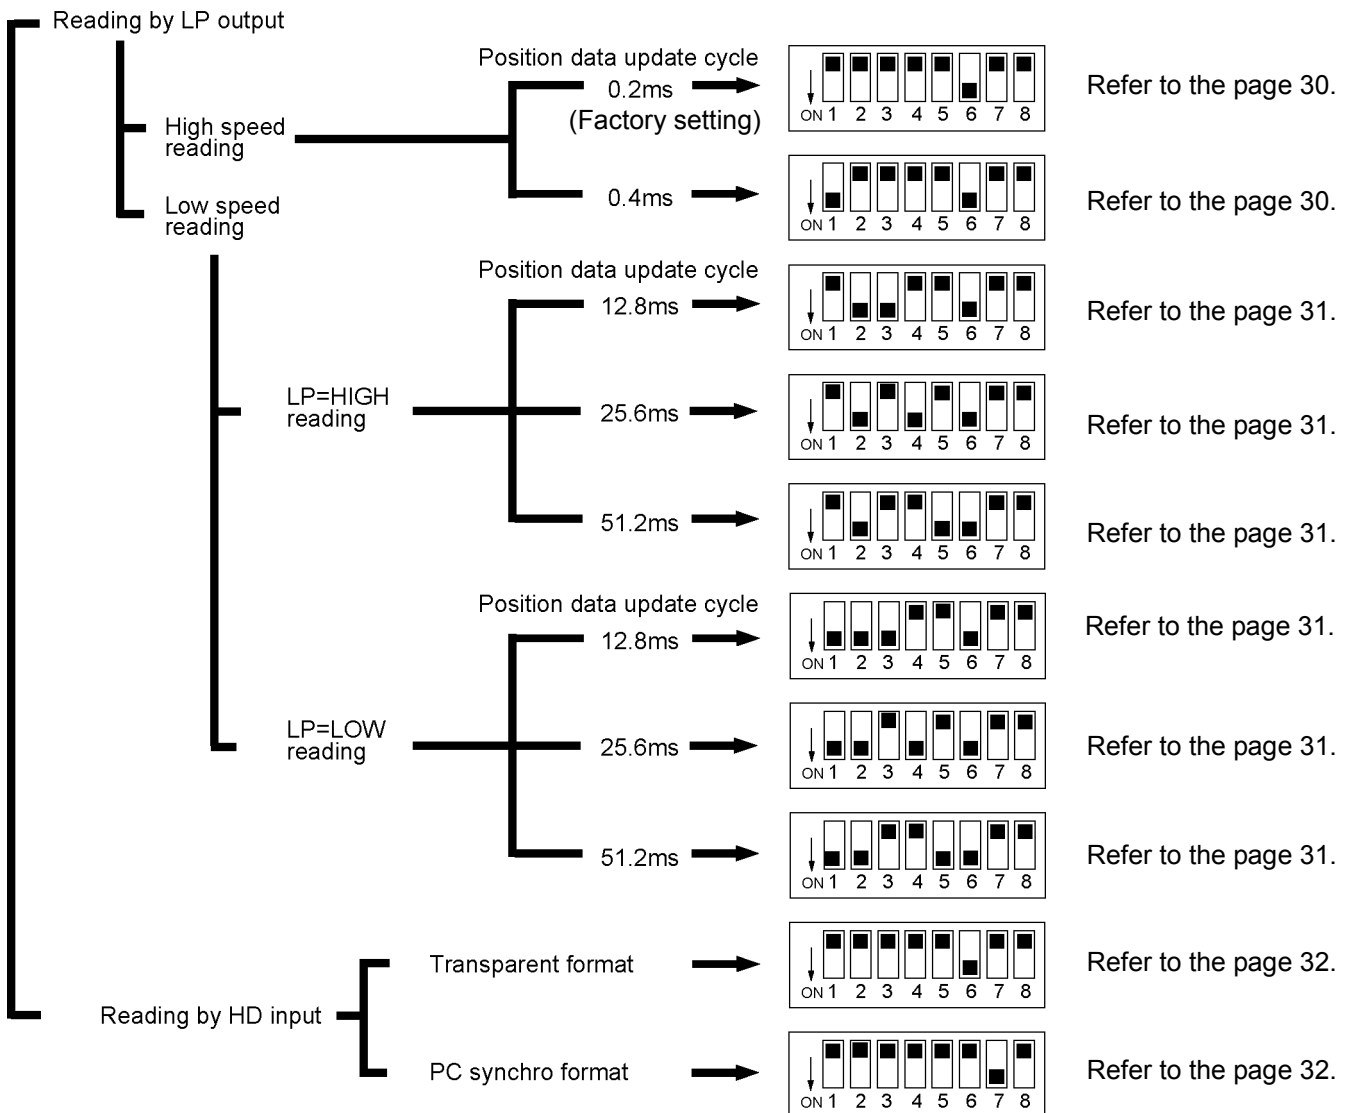 Reading by LP output
Position data update cycle
0.2ms
(Factory setting)
ON 1 2 3 4 5 6 7 8
Refer to the page 30.
High speed
reading
0.4ms
ON 1 2 3 4 5 6 7 8
Refer to the page 30.
Low speed
reading
Position data update cycle
12.8ms
ON 1 2 3 4 5 6 7 8
Refer to the page 31.
LP=HIGH
reading
25.6ms
ON 1 2 3 4 5 6 7 8
Refer to the page 31.
51.2ms
ON 1 2 3 4 5 6 7 8
Refer to the page 31.
Position data update cycle
12.8ms
ON 1 2 3 4 5 6 7 8
Refer to the page 31.
LP=LOW
reading
25.6ms
ON 1 2 3 4 5 6 7 8
Refer to the page 31.
51.2ms
ON 1 2 3 4 5 6 7 8
Refer to the page 31.
Transparent format
ON 1 2 3 4 5 6 7 8
Refer to the page 32.
Reading by HD input
PC synchro format
ON 1 2 3 4 5 6 7 8
Refer to the page 32.